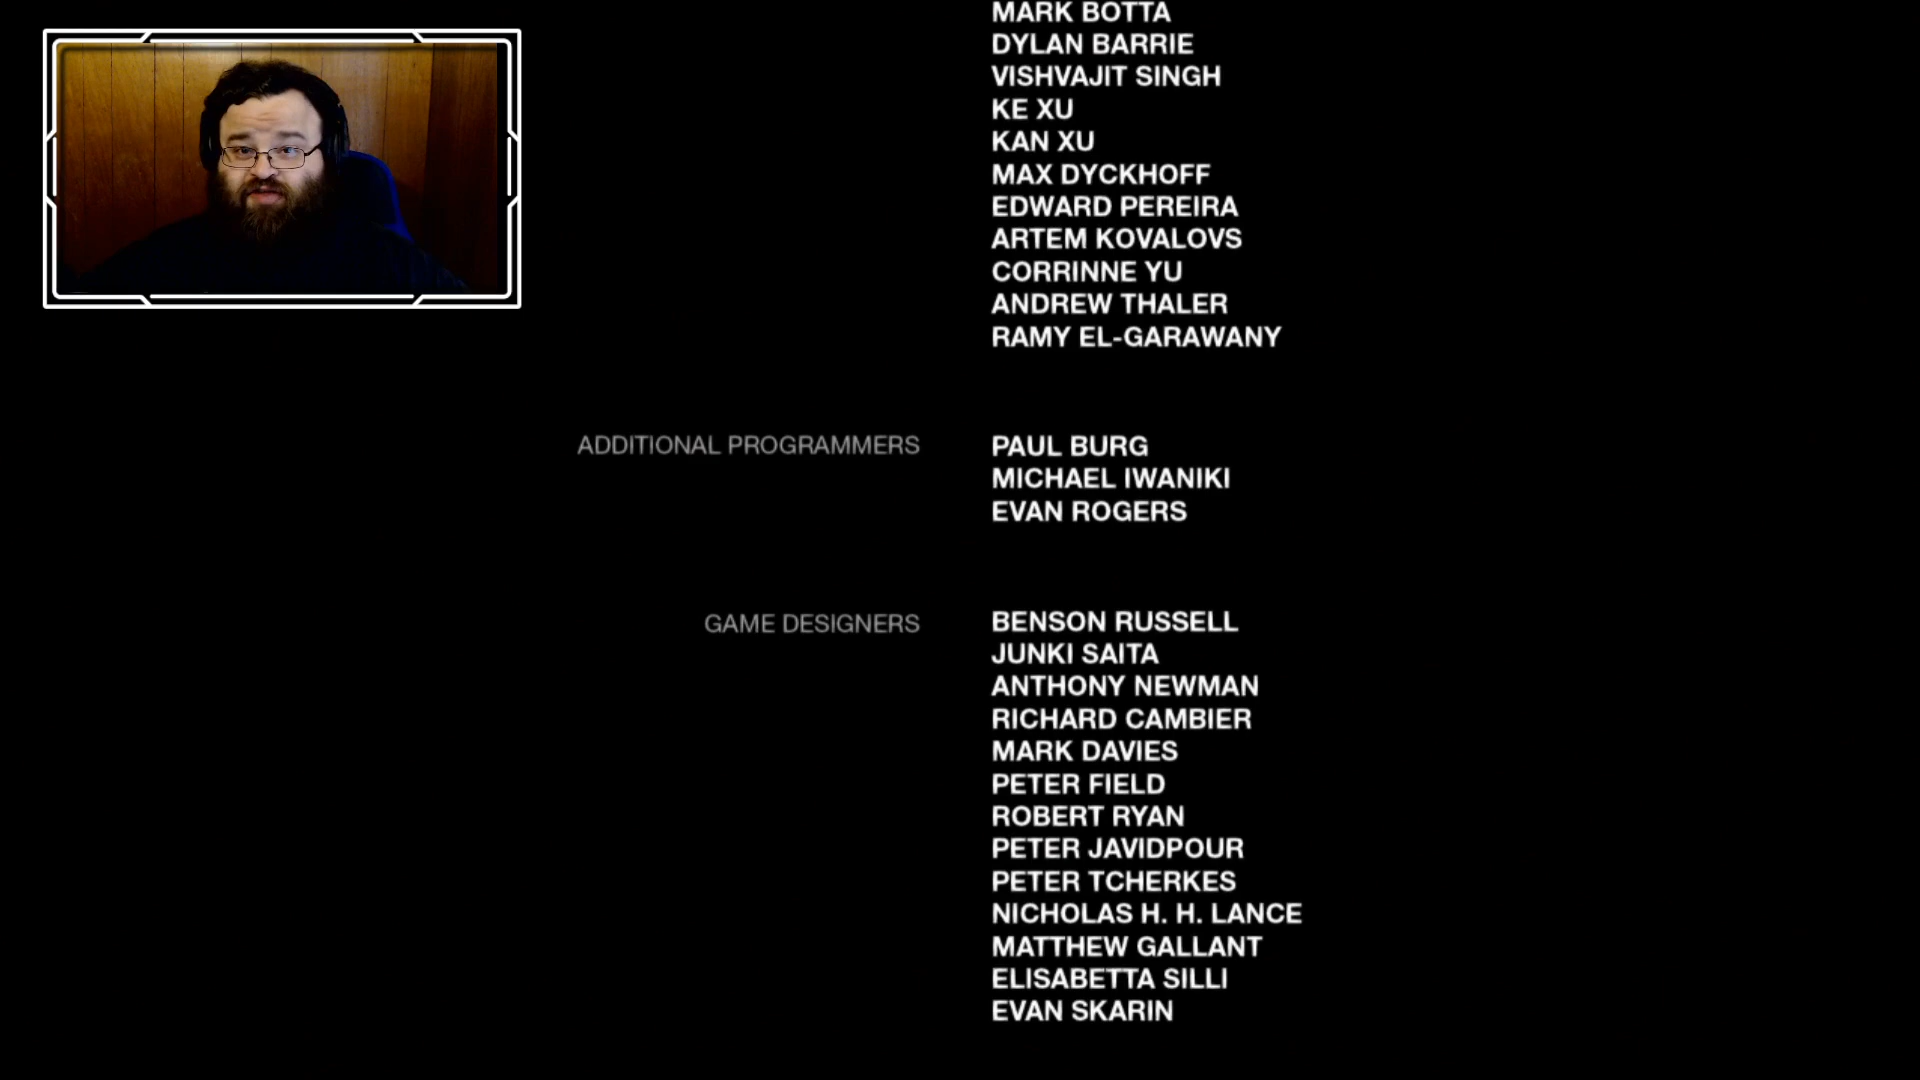 MARK BOTTA
DYLAN BARRIE
VISHVAJIT SINGH
KE XU
KAN XU
MAX DYCKHOFF
EDWARD PEREIRA
ARTEM KOVALOVS
CORRINNE YU
ANDREW THALER
RAMY EL-GARAWANY
ADDITIONAL PROGRAMMERS PAUL BURG
MICHAEL IWANIKI
EVAN ROGERS
GAME DESIGNERS BENSON RUSSELL
JUNKI SAITA
ANTHONY NEWMAN
RICHARD CAMBIER
MARK DAVIES
PETER FIELD
ROBERT RYAN
PETER JAVIDPOUR
PETER TCHERKES
NICHOLAS H. H. LANCE
MATTHEW GALLANT
ELISABETTA SILLI
EVAN SKARIN